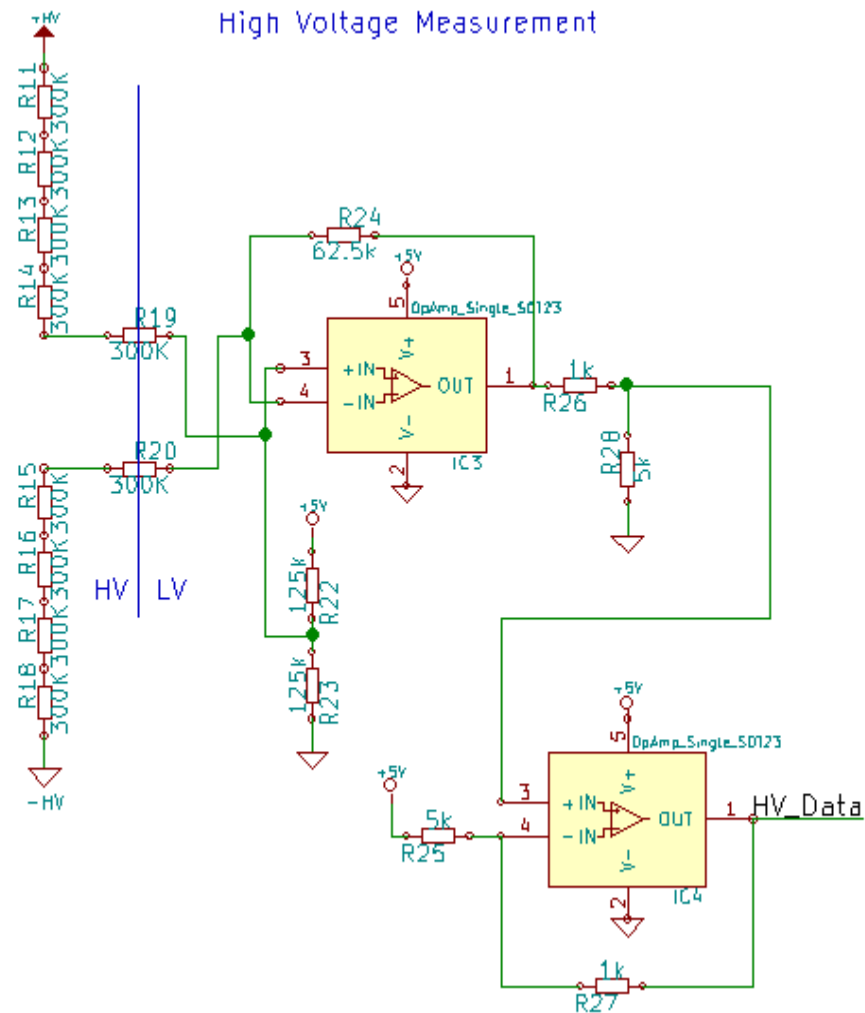 High Voltage Measurement
+HV
R11
300K
R12
300K
R13
300K
R14
300K
R19
300K
R20
300K
R15
300K
R16
300K
R17
300K
R18
300K
-HV
HV
LV
R24
62.5k
+5V
OpAmp_Single_SO123
5
3
+IN
4
-IN
V+
V-
OUT
1
2
IC3
1k
R26
R28
5k
+5V
125k
R22
125k
R23
+5V
OpAmp_Single_SO123
5
3
+IN
4
-IN
V+
V-
OUT
1
2
IC4
HV_Data
+5V
5k
R25
1k
R27